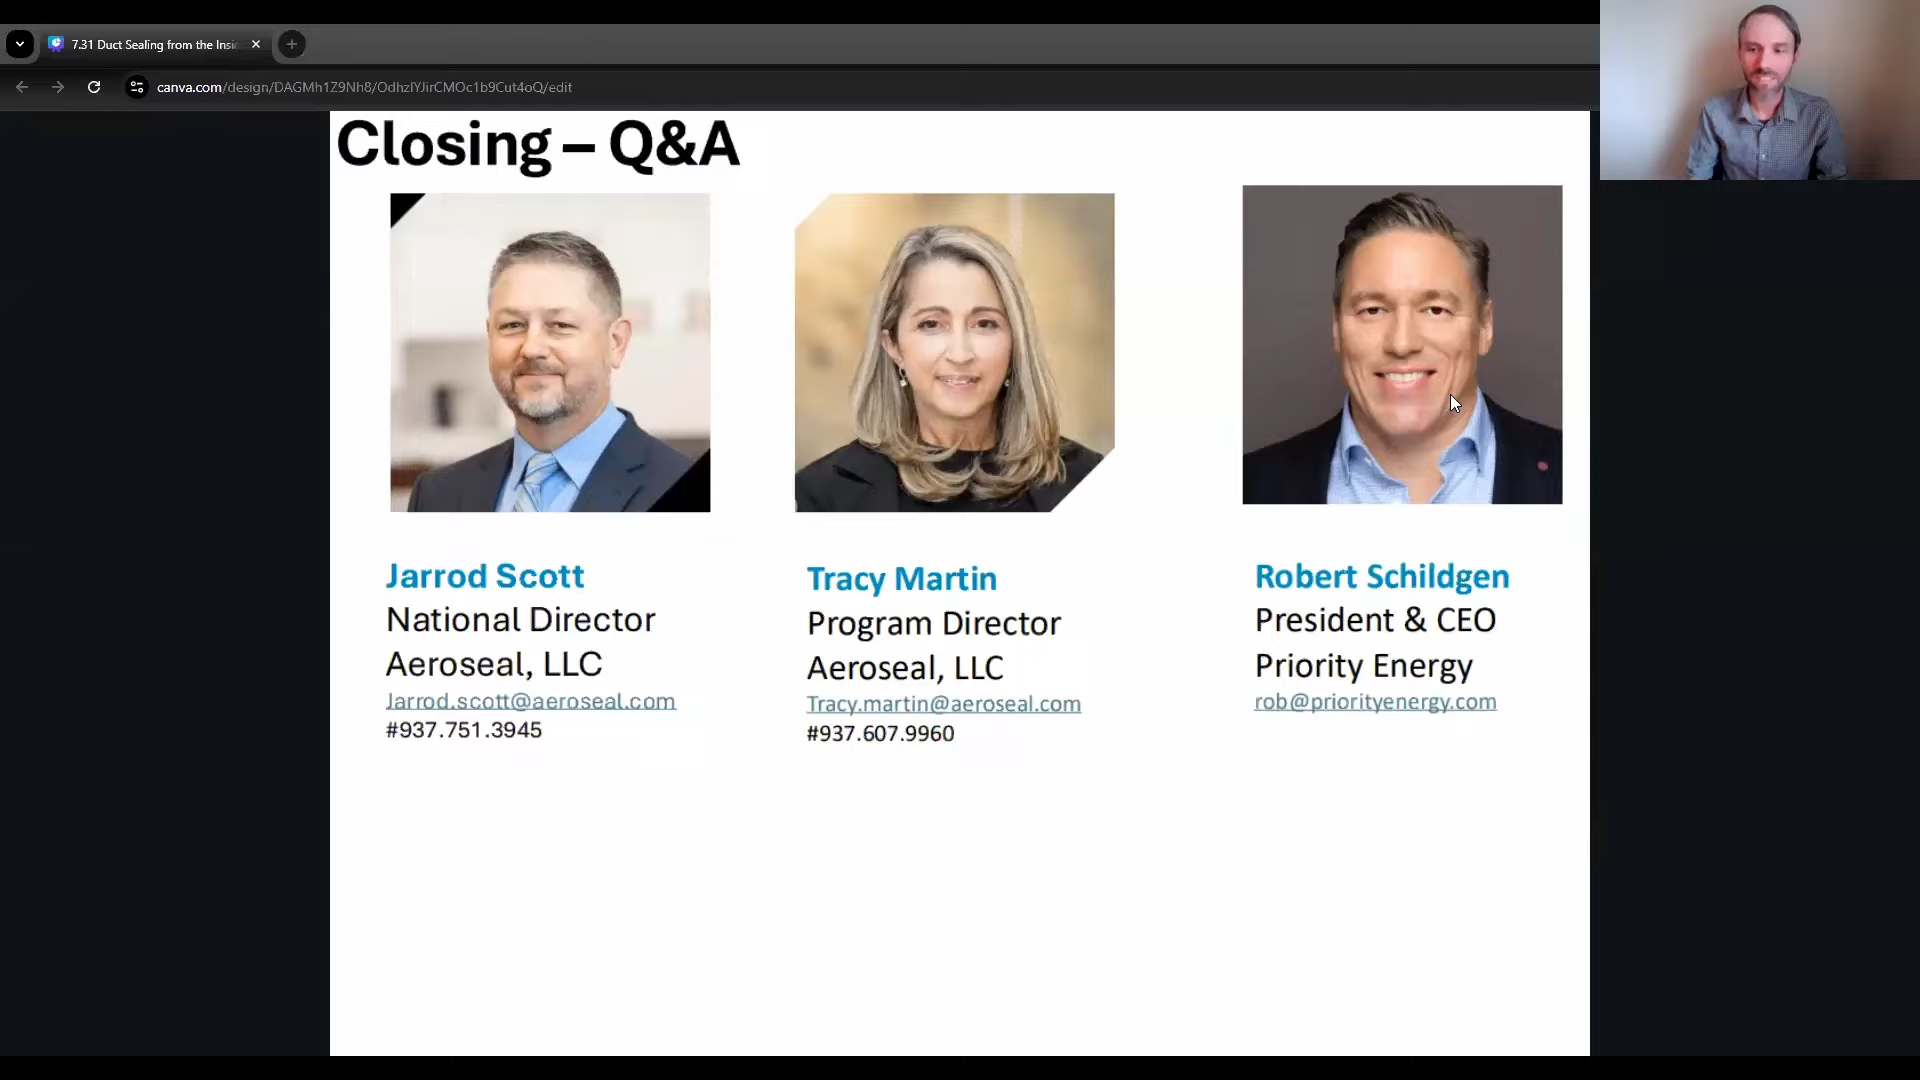 7.31 Duct Sealing from the Insi
canva.com/design/DAGMh1Z9Nh8/OdhzlYJirCMOc1b9Cut4oQ/edit
Closing – Q&A
Jarrod Scott
National Director
Aeroseal, LLC
Jarrod.scott@aeroseal.com
#937.751.3945
Tracy Martin
Program Director
Aeroseal, LLC
Tracy.martin@aeroseal.com
#937.607.9960
Robert Schildgen
President & CEO
Priority Energy
rob@priorityenergy.com